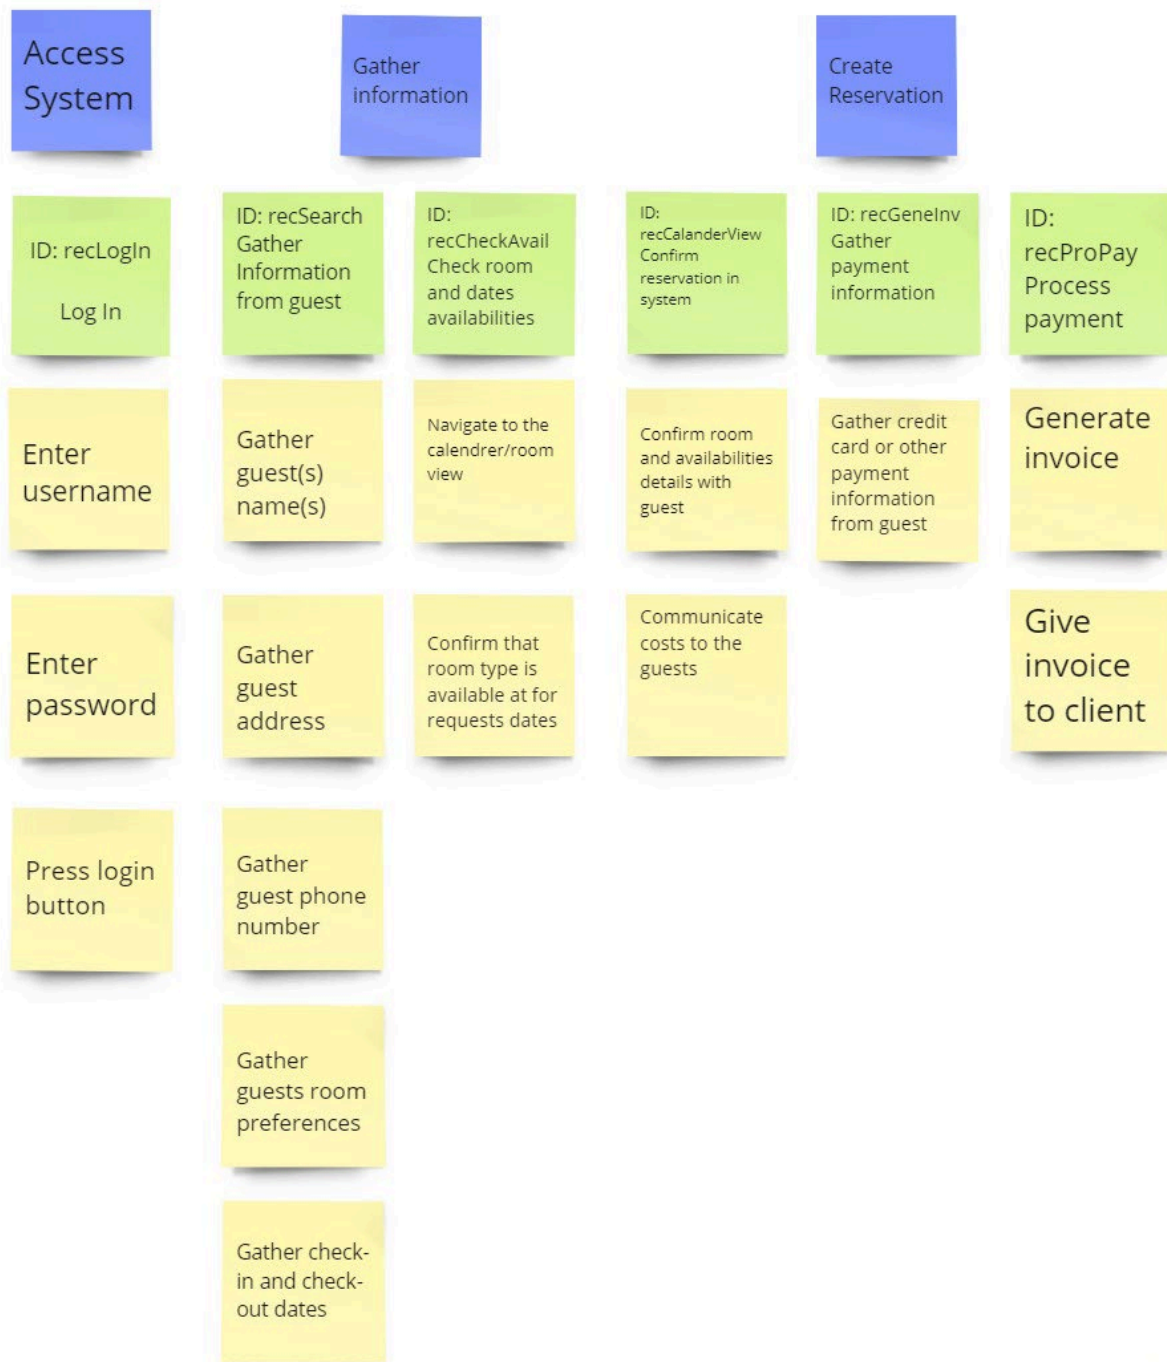 Access
System
Gather
information
Create
Reservation
ID: recLogIn
Log In
ID: recSearch
Gather
Information
from guest
ID:
recCheckAvail
Check room
and dates
availabilities
ID:
recCalanderView
Confirm
reservation in
system
ID: recGeneInv
Gather
payment
information
ID:
recProPay
Process
payment
Enter
username
Gather
guest(s)
name(s)
Navigate to the
calendrer/room
view
Confirm room
and availabilities
details with
guest
Gather credit
card or other
payment
information
from guest
Generate
invoice
Enter
password
Gather
guest
address
Confirm that
room type is
available at for
requests dates
Communicate
costs to the
guests
Give
invoice
to client
Press login
button
Gather
guest phone
number
Gather
guests room
preferences
Gather check-
in and check-
out dates